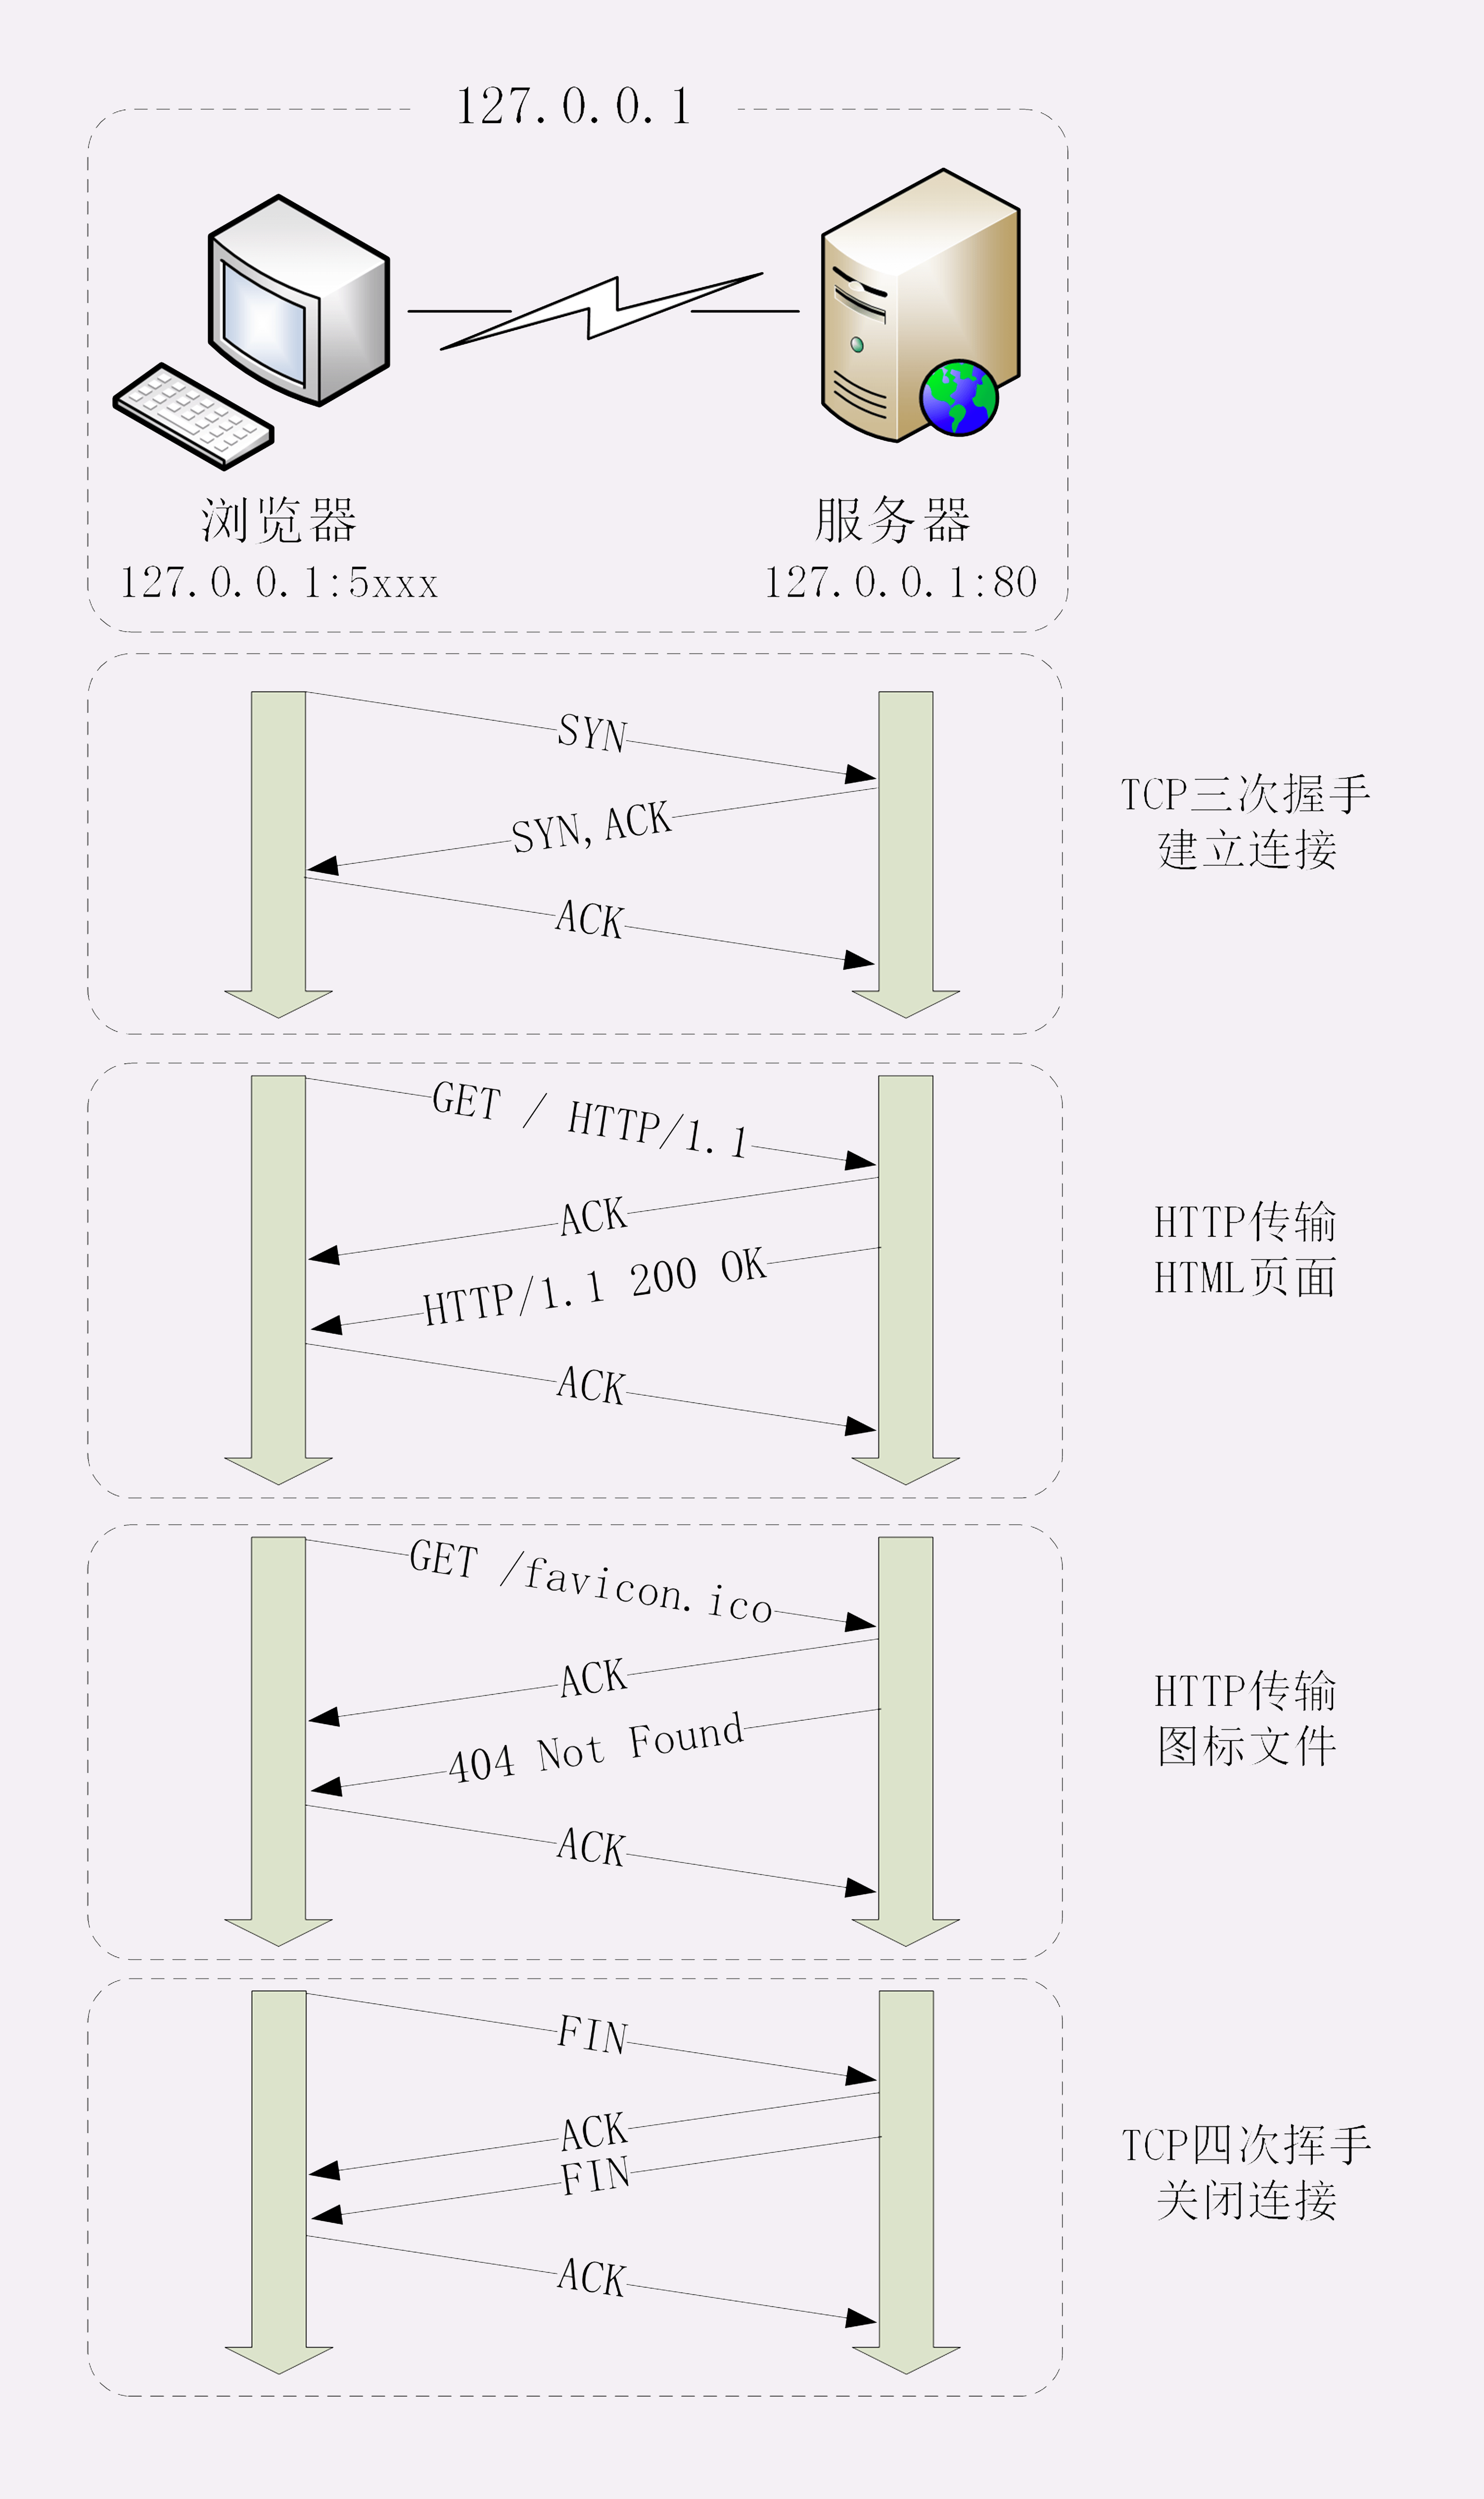 127.0.0.1
浏览器
127.0.0.1:5xxx
服务器
127.0.0.1:80
SYN
SYN,ACK
ACK
TCP三次握手
建立连接
GET / HTTP/1.1
ACK
HTTP/1.1 200 OK
ACK
HTTP传输
HTML页面
GET /favicon.ico
ACK
404 Not Found
ACK
HTTP传输
图标文件
FIN
ACK
FIN
ACK
TCP四次挥手
关闭连接